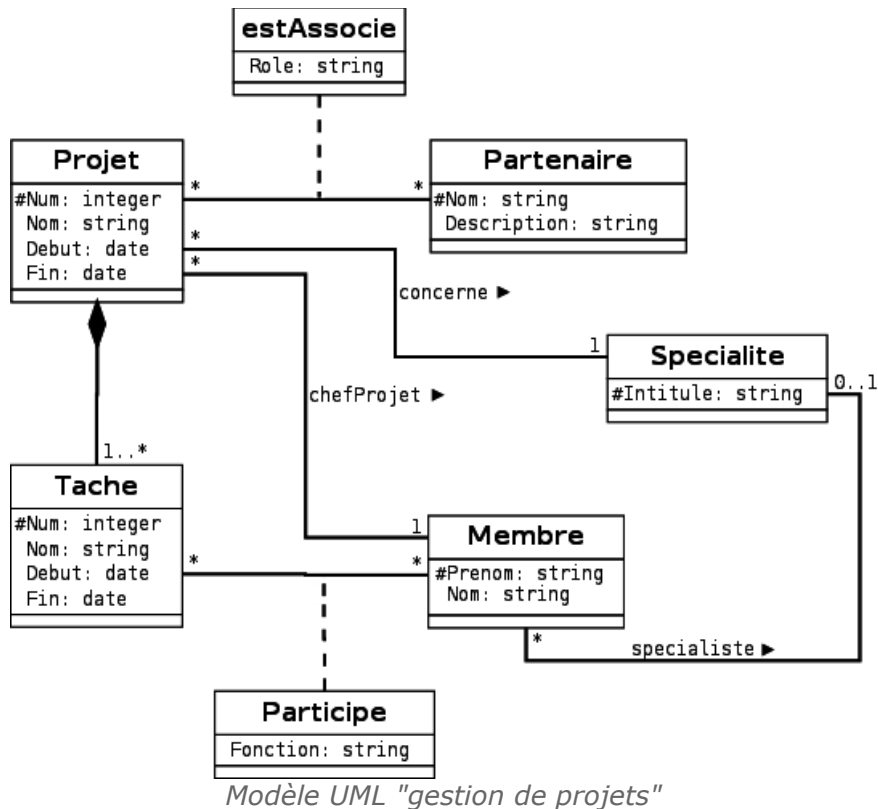 estAssocie
Role: string
Projet
#Num: integer
Nom: string
Debut: date
Fin: date
*
*
Partenaire
#Nom: string
Description: string
*
*
concerne ►
1
Specialite
#Intitule: string
0..1
chefProjet ►
1..*
Tache
#Num: integer
Nom: string
Debut: date
Fin: date
*
1
*
Membre
#Prenom: string
Nom: string
*
specialiste ►
Participe
Fonction: string
Modèle UML "gestion de projets"